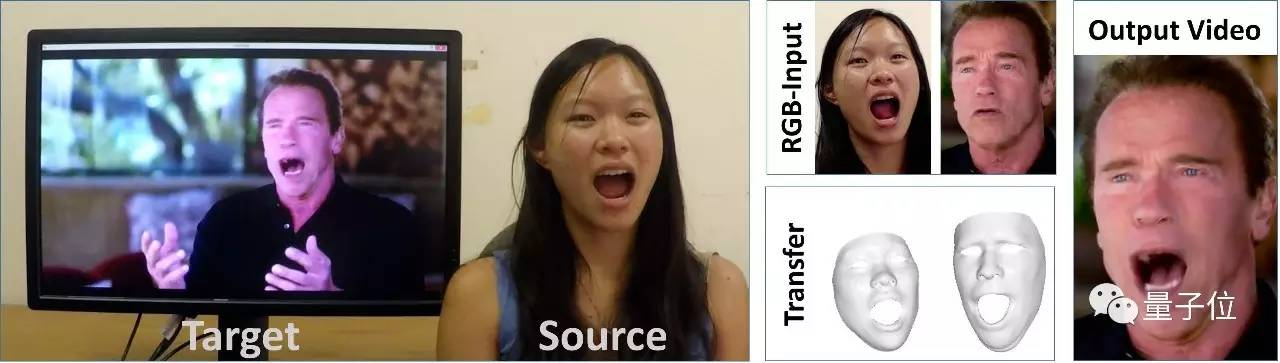 Target
Source
RGB-Input
Transfer
Output Video
量子位